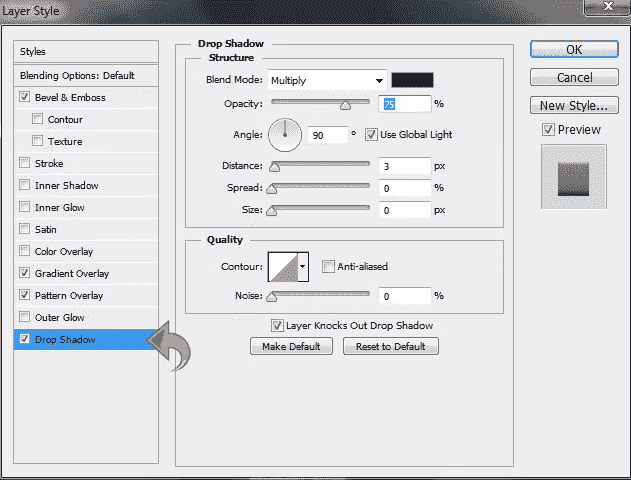 Layer Style
Styles
Blending Options: Default
Bevel & Emboss
Contour
Texture
Stroke
Inner Shadow
Inner Glow
Satin
Color Overlay
Gradient Overlay
Pattern Overlay
Outer Glow
Drop Shadow
Drop Shadow
Structure
Blend Mode: Multiply
Opacity: 75 %
Angle: 90 ° Use Global Light
Distance: 3 px
Spread: 0 %
Size: 0 px
Quality
Contour: Anti-aliased
Noise: 0 %
Layer Knocks Out Drop Shadow
Make Default Reset to Default
OK
Cancel
New Style...
Preview